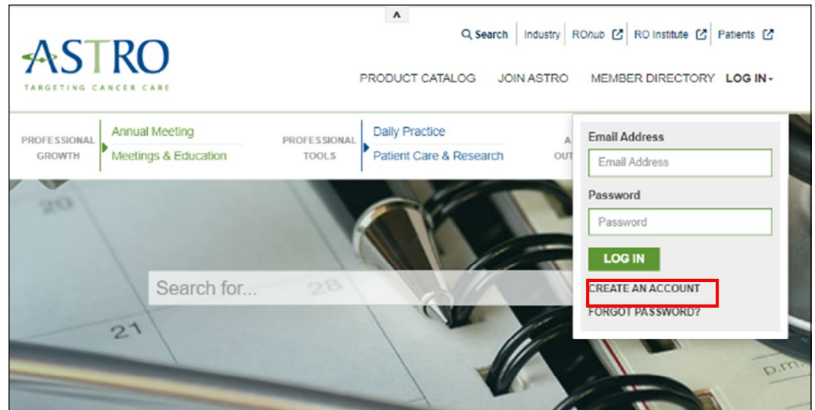 Search Industry ROhub RO Institute Patients
ASTRO
TARGETING CANCER CARE
PRODUCT CATALOG JOIN ASTRO MEMBER DIRECTORY LOG IN
PROFESSIONAL GROWTH
Annual Meeting
Meetings & Education
PROFESSIONAL TOOLS
Daily Practice
Patient Care & Research
Email Address
Email Address
Password
Password
LOG IN
CREATE AN ACCOUNT
FORGOT PASSWORD?
20
Search for...
28
21
p.m.